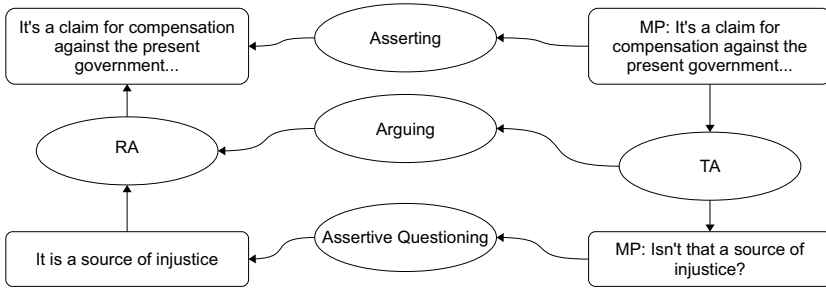 It's a claim for compensation
against the present
government...
Asserting
MP: It's a claim for
compensation against the
present government...
RA
Arguing
TA
It is a source of injustice
Assertive Questioning
MP: Isn't that a source of
injustice?